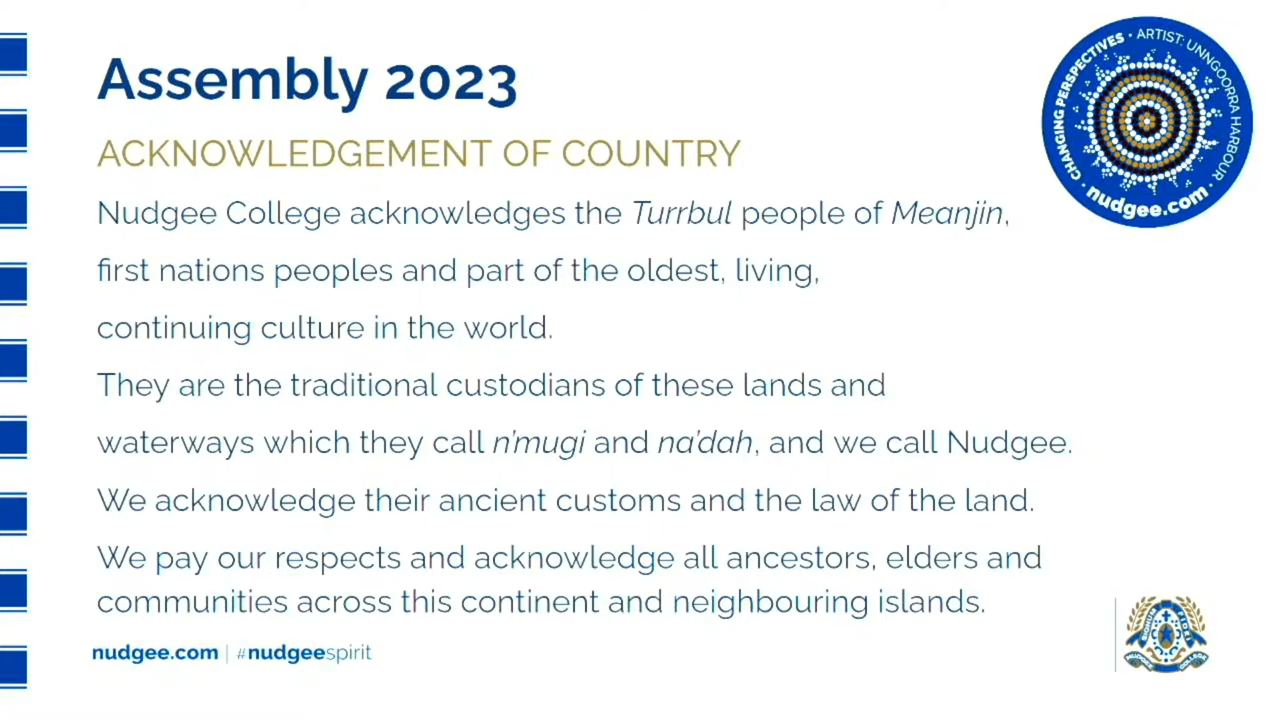 Assembly 2023
ACKNOWLEDGEMENT OF COUNTRY
Nudgee College acknowledges the Turrbul people of Meanjin,
first nations peoples and part of the oldest, living,
continuing culture in the world.
They are the traditional custodians of these lands and
waterways which they call n'mugi and na'dah, and we call Nudgee.
We acknowledge their ancient customs and the law of the land.
We pay our respects and acknowledge all ancestors, elders and
communities across this continent and neighbouring islands.
nudgee.com | #nudgeespirit
CHANGING PERSPECTIVES • ARTIST: UNNGOORRA HARBOUR •
nudgee.com
SIGNUM FIDEI
NUDGEE COLLEGE